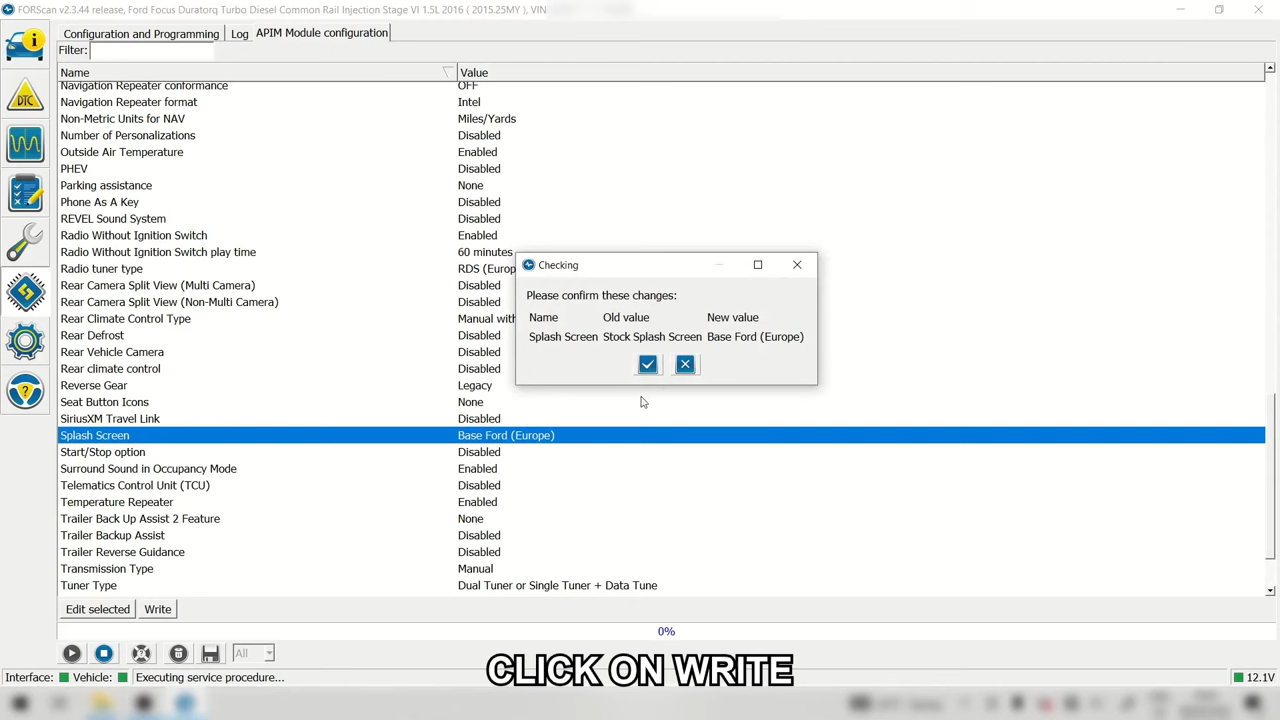 FORScan v2.3.44 release, Ford Focus Duratorq Turbo Diesel Common Rail Injection Stage VI 1.5L 2016 ( 2015.25MY ), VIN
Configuration and Programming Log APIM Module configuration
Filter:
Name Value
Navigation Repeater conformance OFF
Navigation Repeater format Intel
Non-Metric Units for NAV Miles/Yards
Number of Personalizations Disabled
Outside Air Temperature Enabled
PHEV Disabled
Parking assistance None
Phone As A Key Disabled
REVEL Sound System Disabled
Radio Without Ignition Switch Enabled
Radio Without Ignition Switch play time 60 minutes
Radio tuner type RDS (Europ
Rear Camera Split View (Multi Camera) Disabled
Rear Camera Split View (Non-Multi Camera) Disabled
Rear Climate Control Type Manual with
Rear Defrost Disabled
Rear Vehicle Camera Disabled
Rear climate control Disabled
Reverse Gear Legacy
Seat Button Icons None
SiriusXM Travel Link Disabled
Splash Screen Base Ford (Europe)
Start/Stop option Disabled
Surround Sound in Occupancy Mode Enabled
Telematics Control Unit (TCU) Disabled
Temperature Repeater Enabled
Trailer Back Up Assist 2 Feature None
Trailer Backup Assist Disabled
Trailer Reverse Guidance Disabled
Transmission Type Manual
Tuner Type Dual Tuner or Single Tuner + Data Tune
Checking
Please confirm these changes:
Name Old value New value
Splash Screen Stock Splash Screen Base Ford (Europe)
DTC
Edit selected Write
0%
All
CLICK ON WRITE
Interface: Vehicle: Executing service procedure... 12.1V